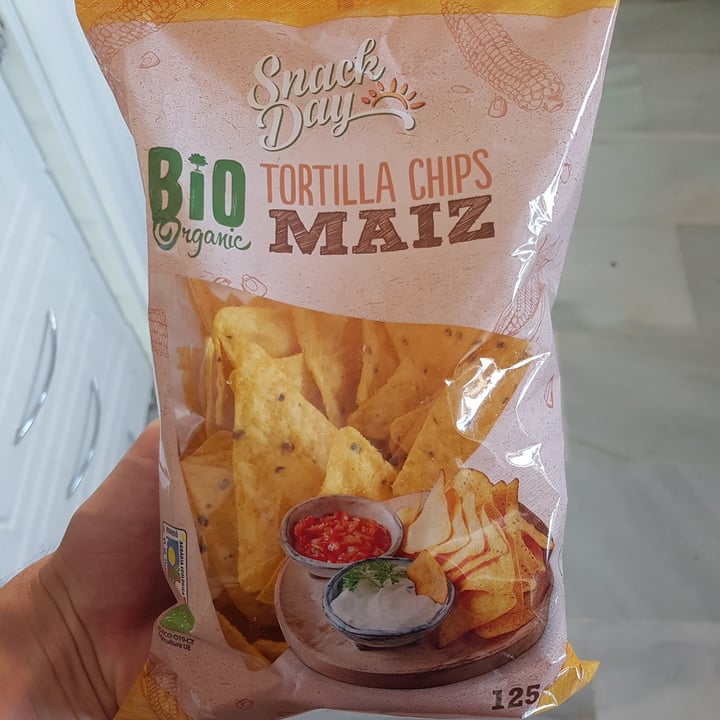 Snack
Day
BiO
Organic
TORTILLA CHIPS
MAIZ
125